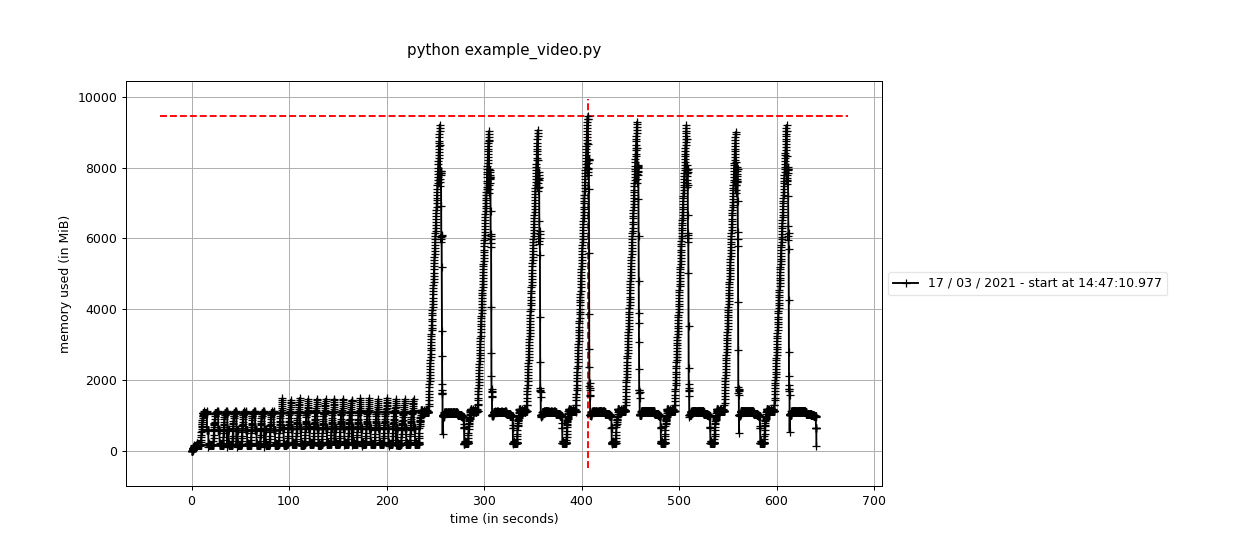 python example_video.py
10000
8000
6000
4000
2000
0
memory used (in MiB)
0 100 200 300 400 500 600 700
time (in seconds)
17 / 03 / 2021 - start at 14:47:10.977